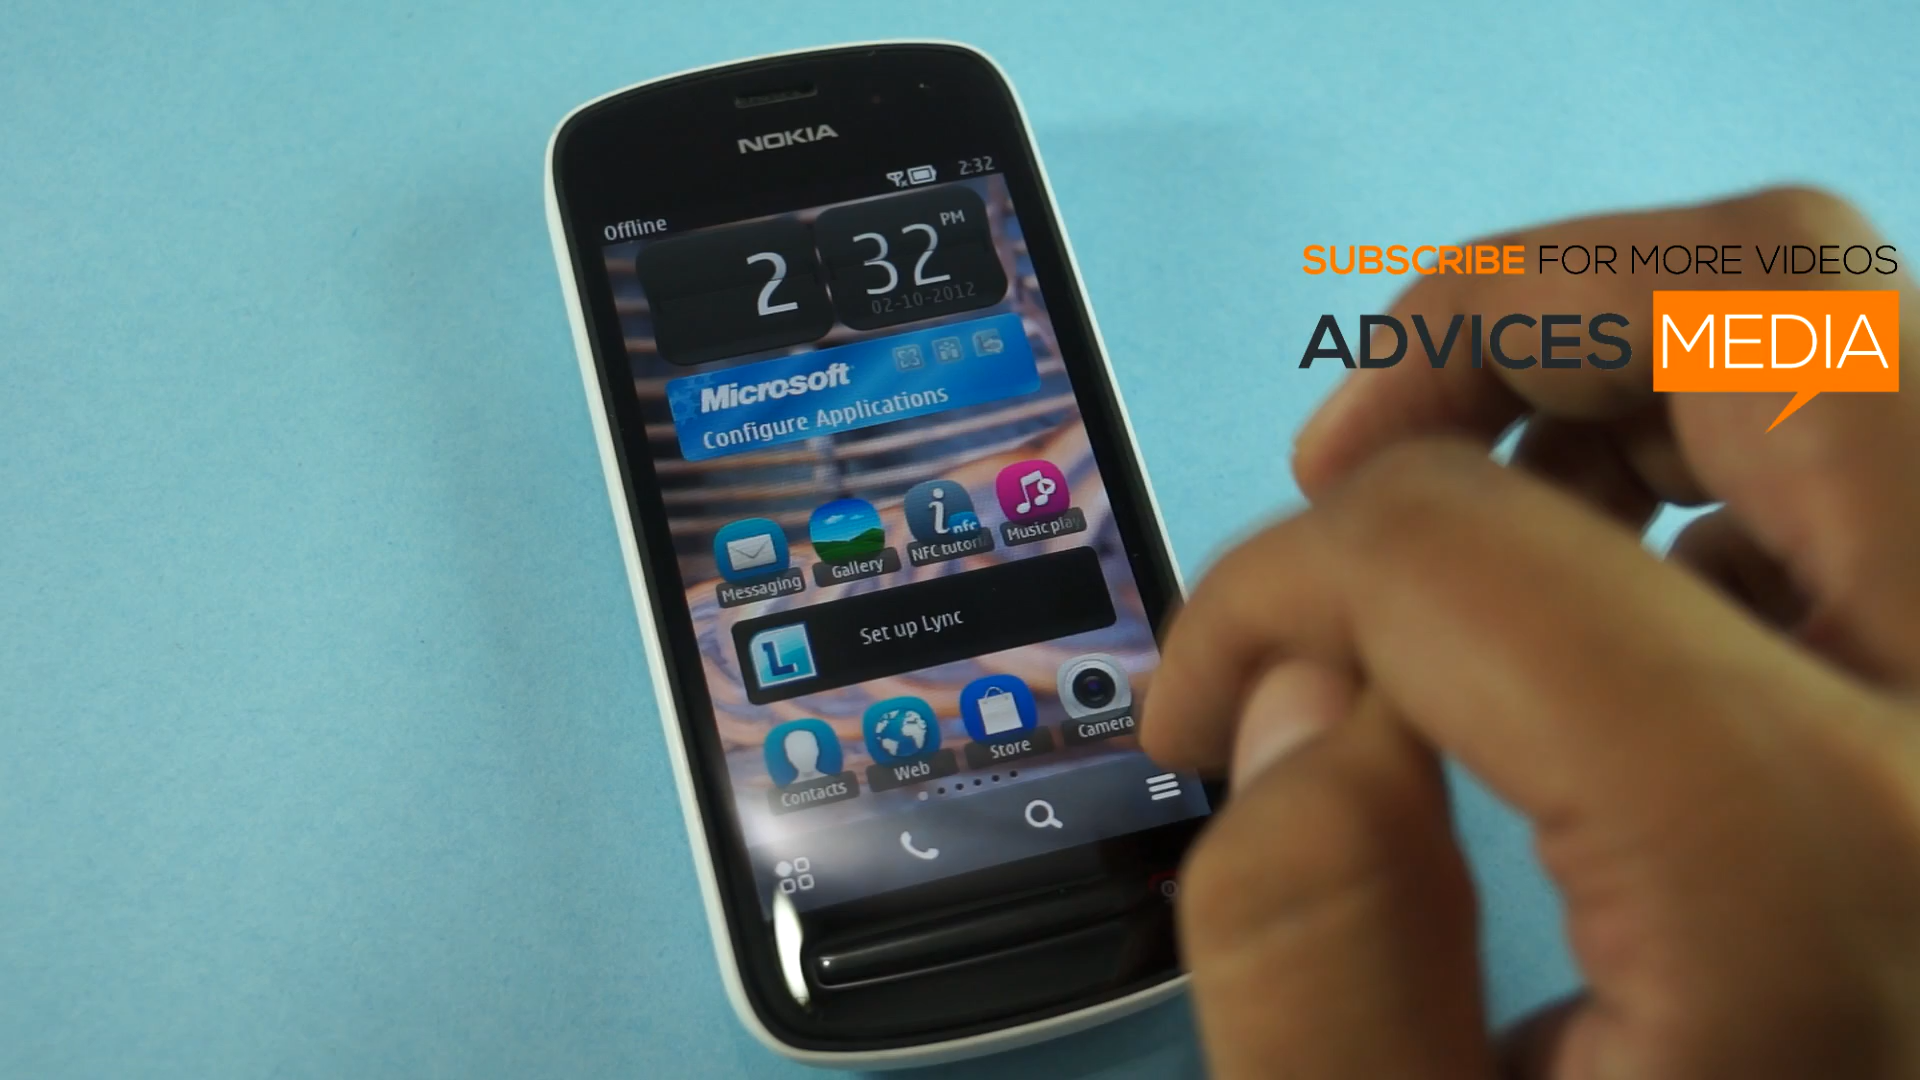 NOKIA
2:32
Offline
2
32
PM
02-10-2012
Microsoft
Configure Applications
Messaging
Gallery
nfc
NFC tutori
Music play
L
Set up Lync
Contacts
Web
Store
Camera
SUBSCRIBE FOR MORE VIDEOS
ADVICES MEDIA